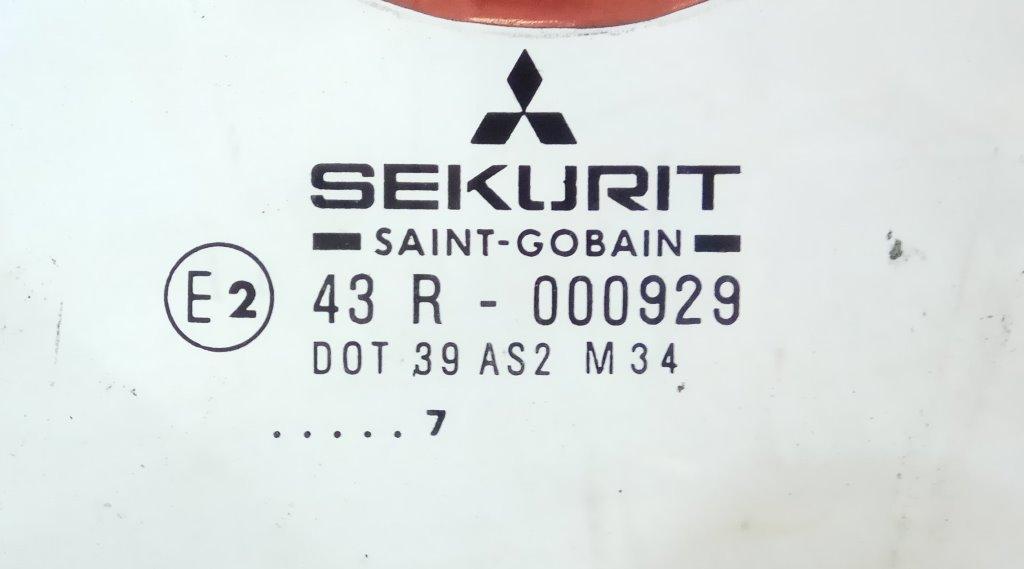 SEKURIT
SAINT-GOBAIN
E2 43 R - 000929
DOT 39 AS2 M34
.....7